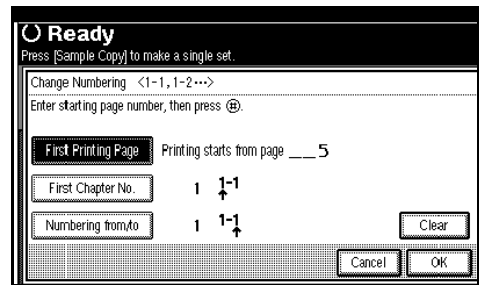 Ready
Press [Sample Copy] to make a single set.
Change Numbering <1-1,1-2···>
Enter starting page number, then press (#).
First Printing Page Printing starts from page __5
First Chapter No. 1 1-1
Numbering from/to 1 1-1 Clear
Cancel OK